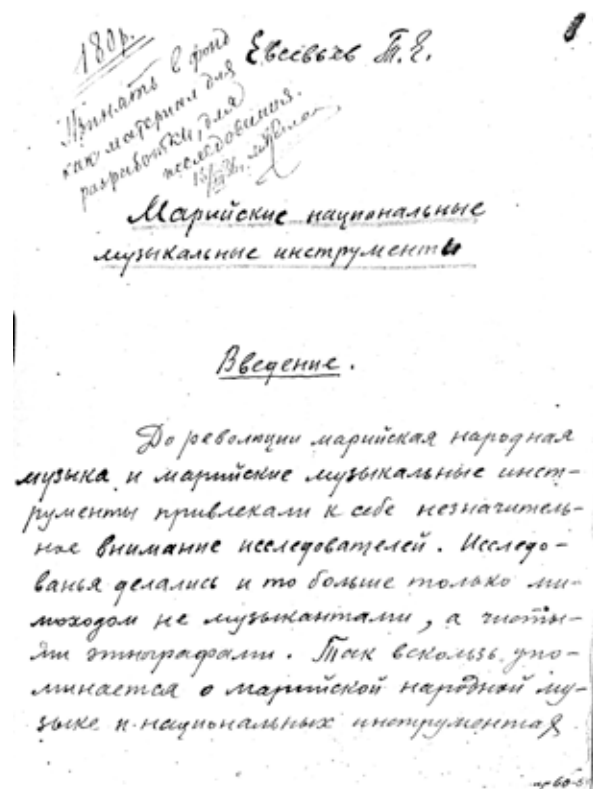 180р.
Евсевьев Т.Е.
Принять в фонд
как материал для
разработки, для
исследования.
Марийские национальные
музыкальные инструменты
Введение.
До революции марийская народная
музыка и марийские музыкальные инст-
рументы привлекали к себе незначитель-
ное внимание исследователей. Исследо-
ванья делались и то больше только ми-
моходом не музыкантами, а чисты-
ми этнографами. Так вскользь упо-
минается о марийской народной му-
зыке и национальных инструментах